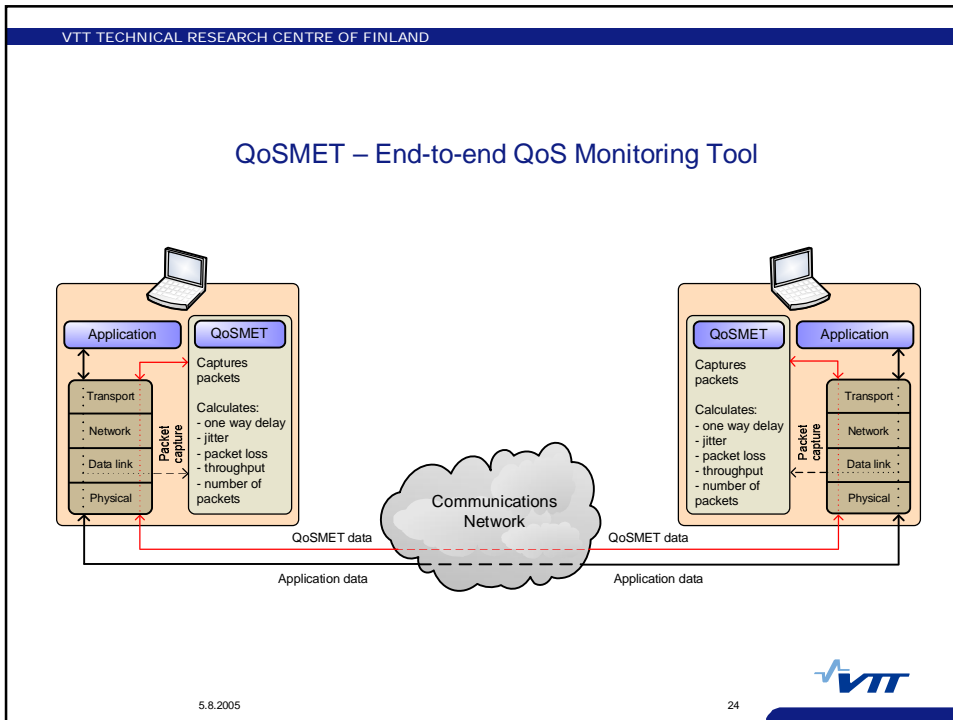 VTT TECHNICAL RESEARCH CENTRE OF FINLAND
QoSMET – End-to-end QoS Monitoring Tool
Application
QoSMET
Captures
packets
Calculates:
- one way delay
- jitter
- packet loss
- throughput
- number of
packets
Transport
Network
Data link
Physical
Packet
capture
QoSMET
Application
Captures
packets
Calculates:
- one way delay
- jitter
- packet loss
- throughput
- number of
packets
Packet
capture
Transport
Network
Data link
Physical
Communications
Network
QoSMET data
QoSMET data
Application data
Application data
VTT
5.8.2005
24